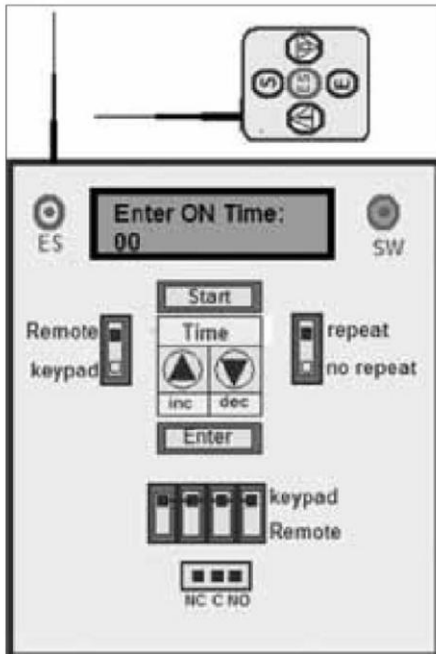 S
ES
E
Enter ON Time:
00
ES
SW
Start
Remote
Time
repeat
keypad
no repeat
inc
dec
Enter
keypad
Remote
NC C NO